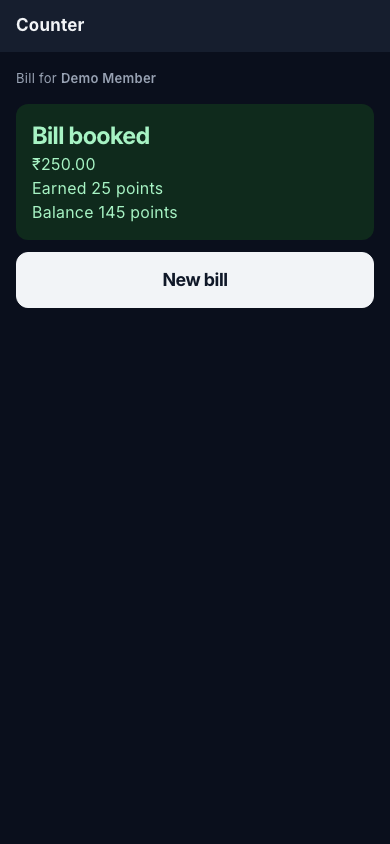 Counter
Bill for Demo Member
Bill booked
₹250.00
Earned 25 points
Balance 145 points
New bill